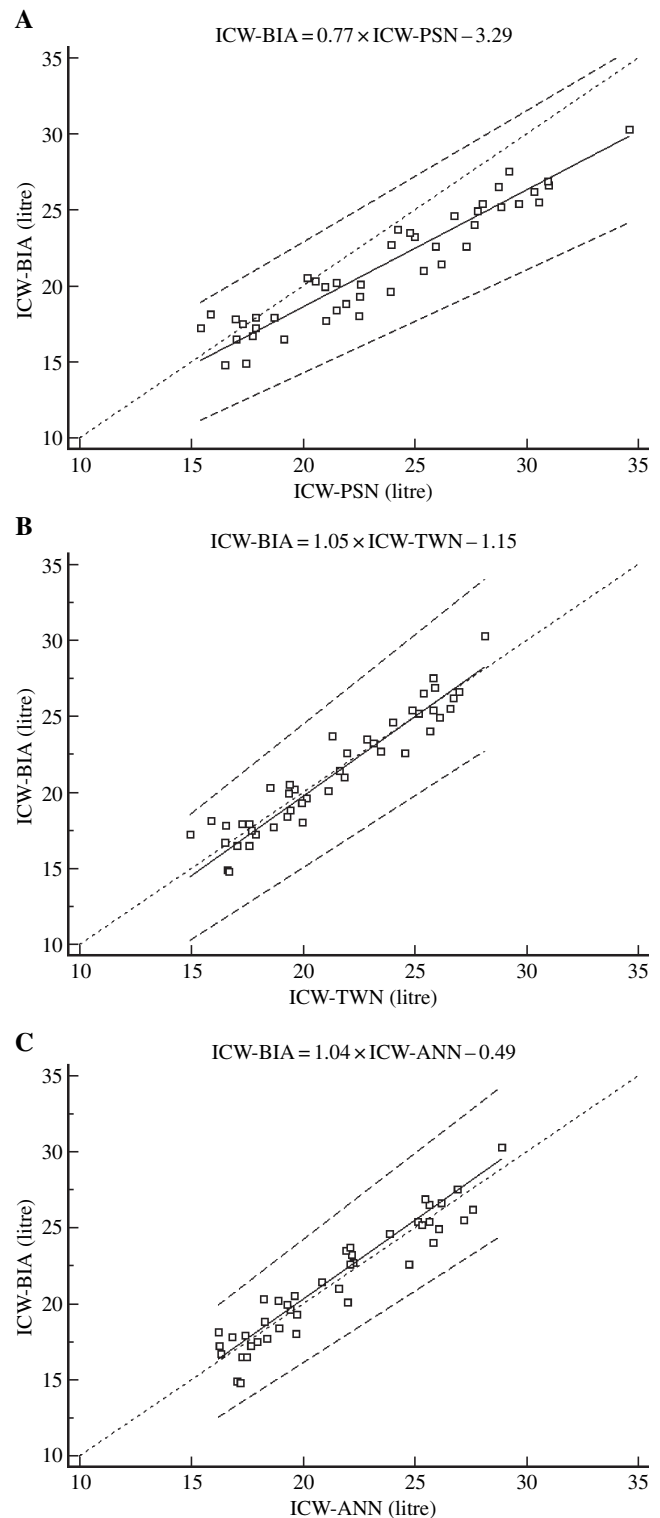 A
ICW-BIA = 0.77 × ICW-PSN – 3.29
35
30
25
20
15
10
ICW-BIA (litre)
10 15 20 25 30 35
ICW-PSN (litre)
B
ICW-BIA = 1.05 × ICW-TWN – 1.15
35
30
25
20
15
10
ICW-BIA (litre)
10 15 20 25 30 35
ICW-TWN (litre)
C
ICW-BIA = 1.04 × ICW-ANN – 0.49
35
30
25
20
15
10
ICW-BIA (litre)
10 15 20 25 30 35
ICW-ANN (litre)